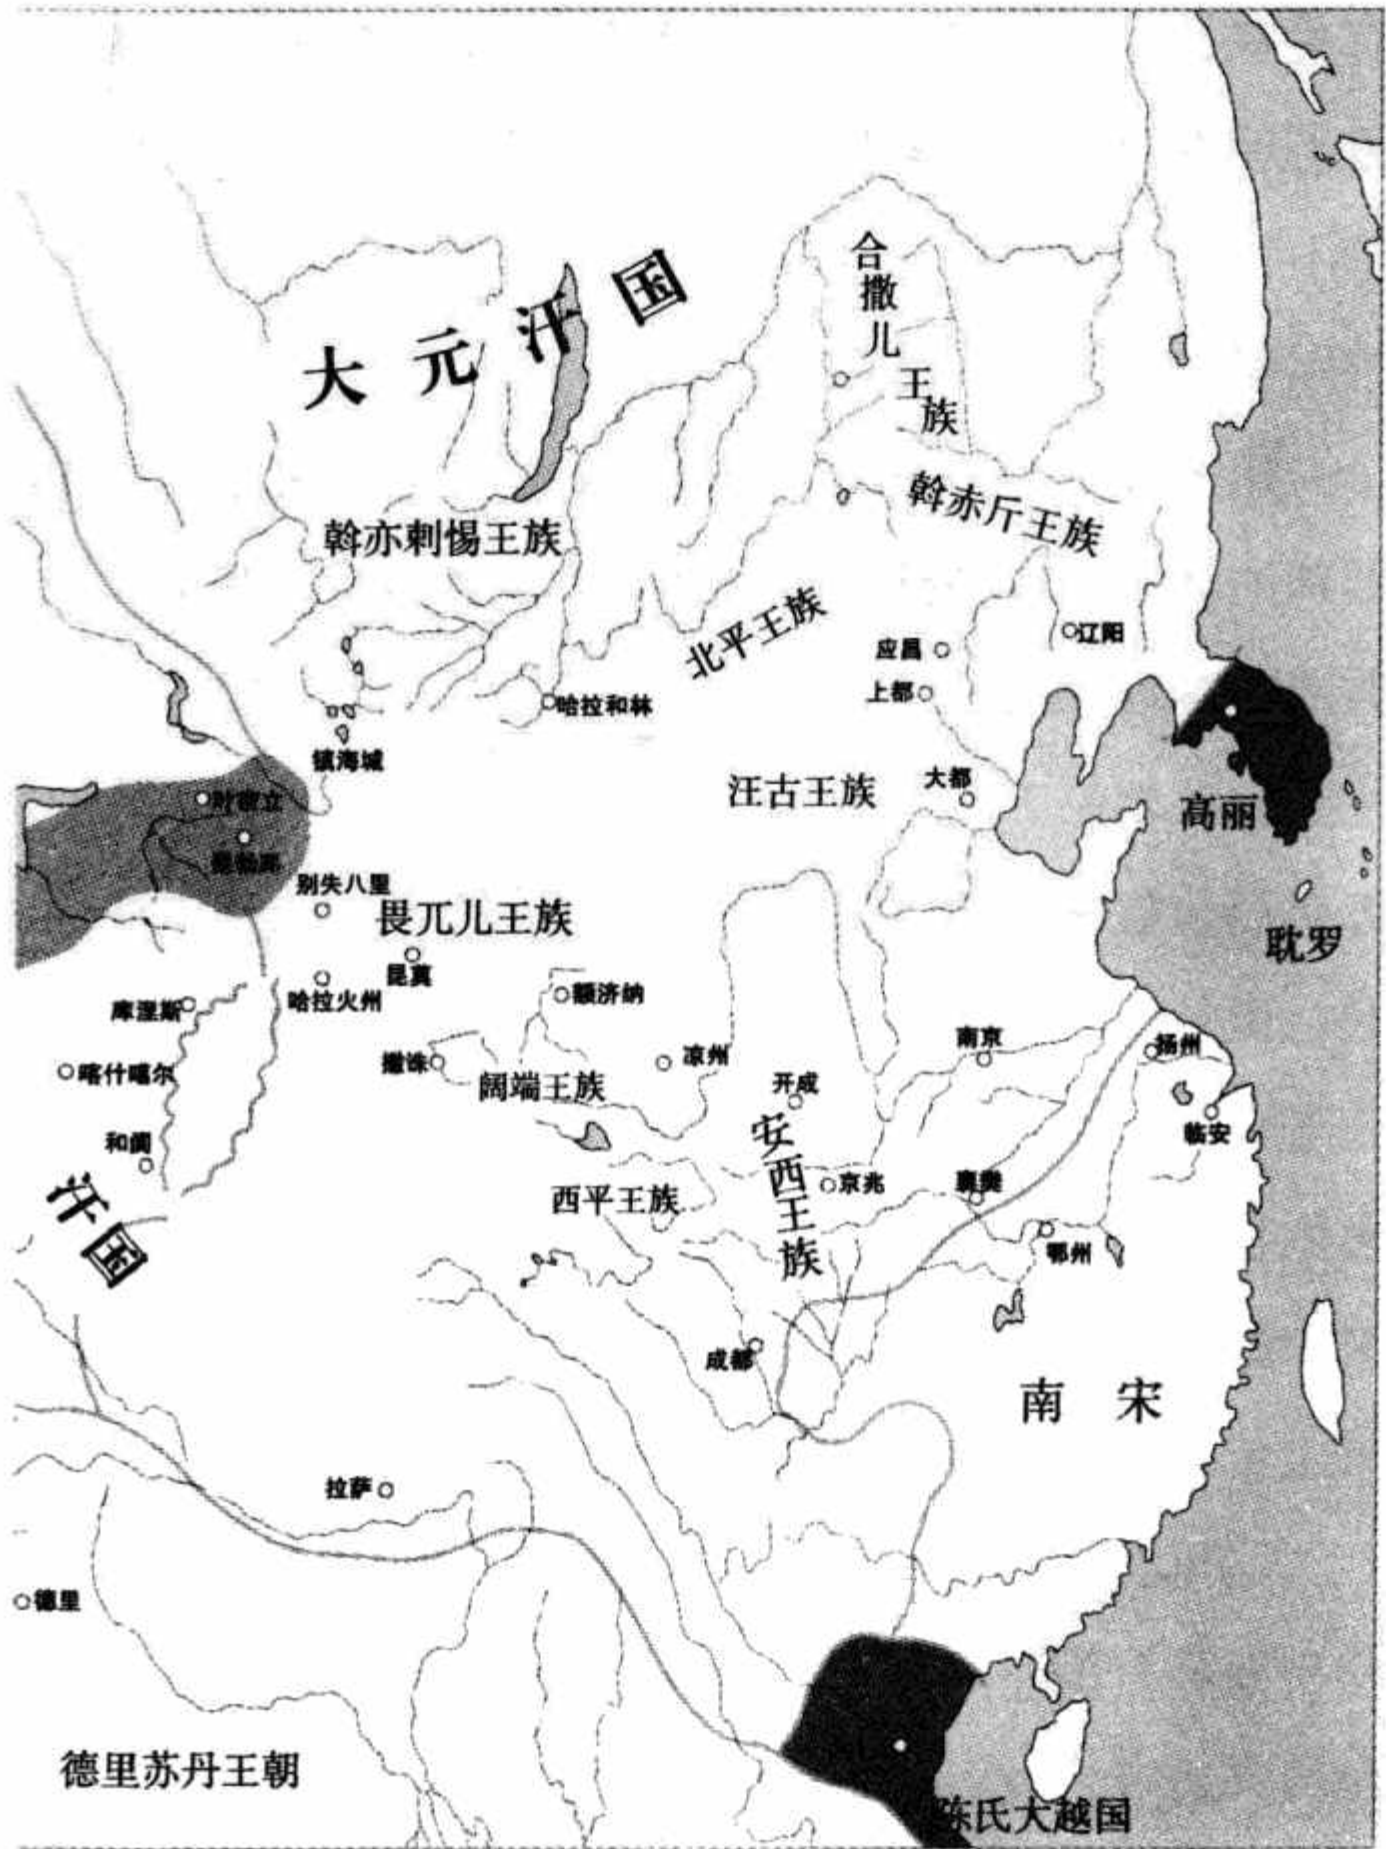 大元汗国
合撒儿王族
斡赤斤王族
斡亦剌惕王族
北平王族
应昌
辽阳
上都
哈拉和林
镇海城
汪古王族
大都
高丽
叶密立
别失八里
畏兀儿王族
昆莫
耽罗
哈拉火州
库涅斯
额济纳
喀什噶尔
撒诛
阔端王族
凉州
南京
扬州
开成
和阗
安西王族
临安
西平王族
京兆
襄樊
汗国
鄂州
成都
南宋
拉萨
德里
德里苏丹王朝
陈氏大越国